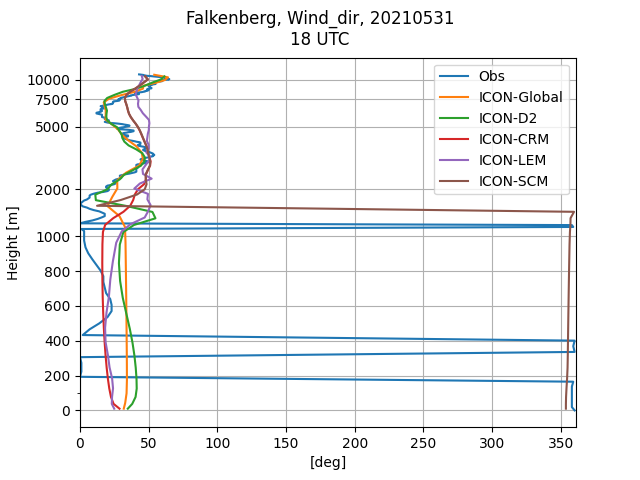 Falkenberg, Wind_dir, 20210531
18 UTC
Obs
ICON-Global
ICON-D2
ICON-CRM
ICON-LEM
ICON-SCM
10000
7500
5000
2000
1000
800
600
400
200
0
Height [m]
0 50 100 150 200 250 300 350
[deg]